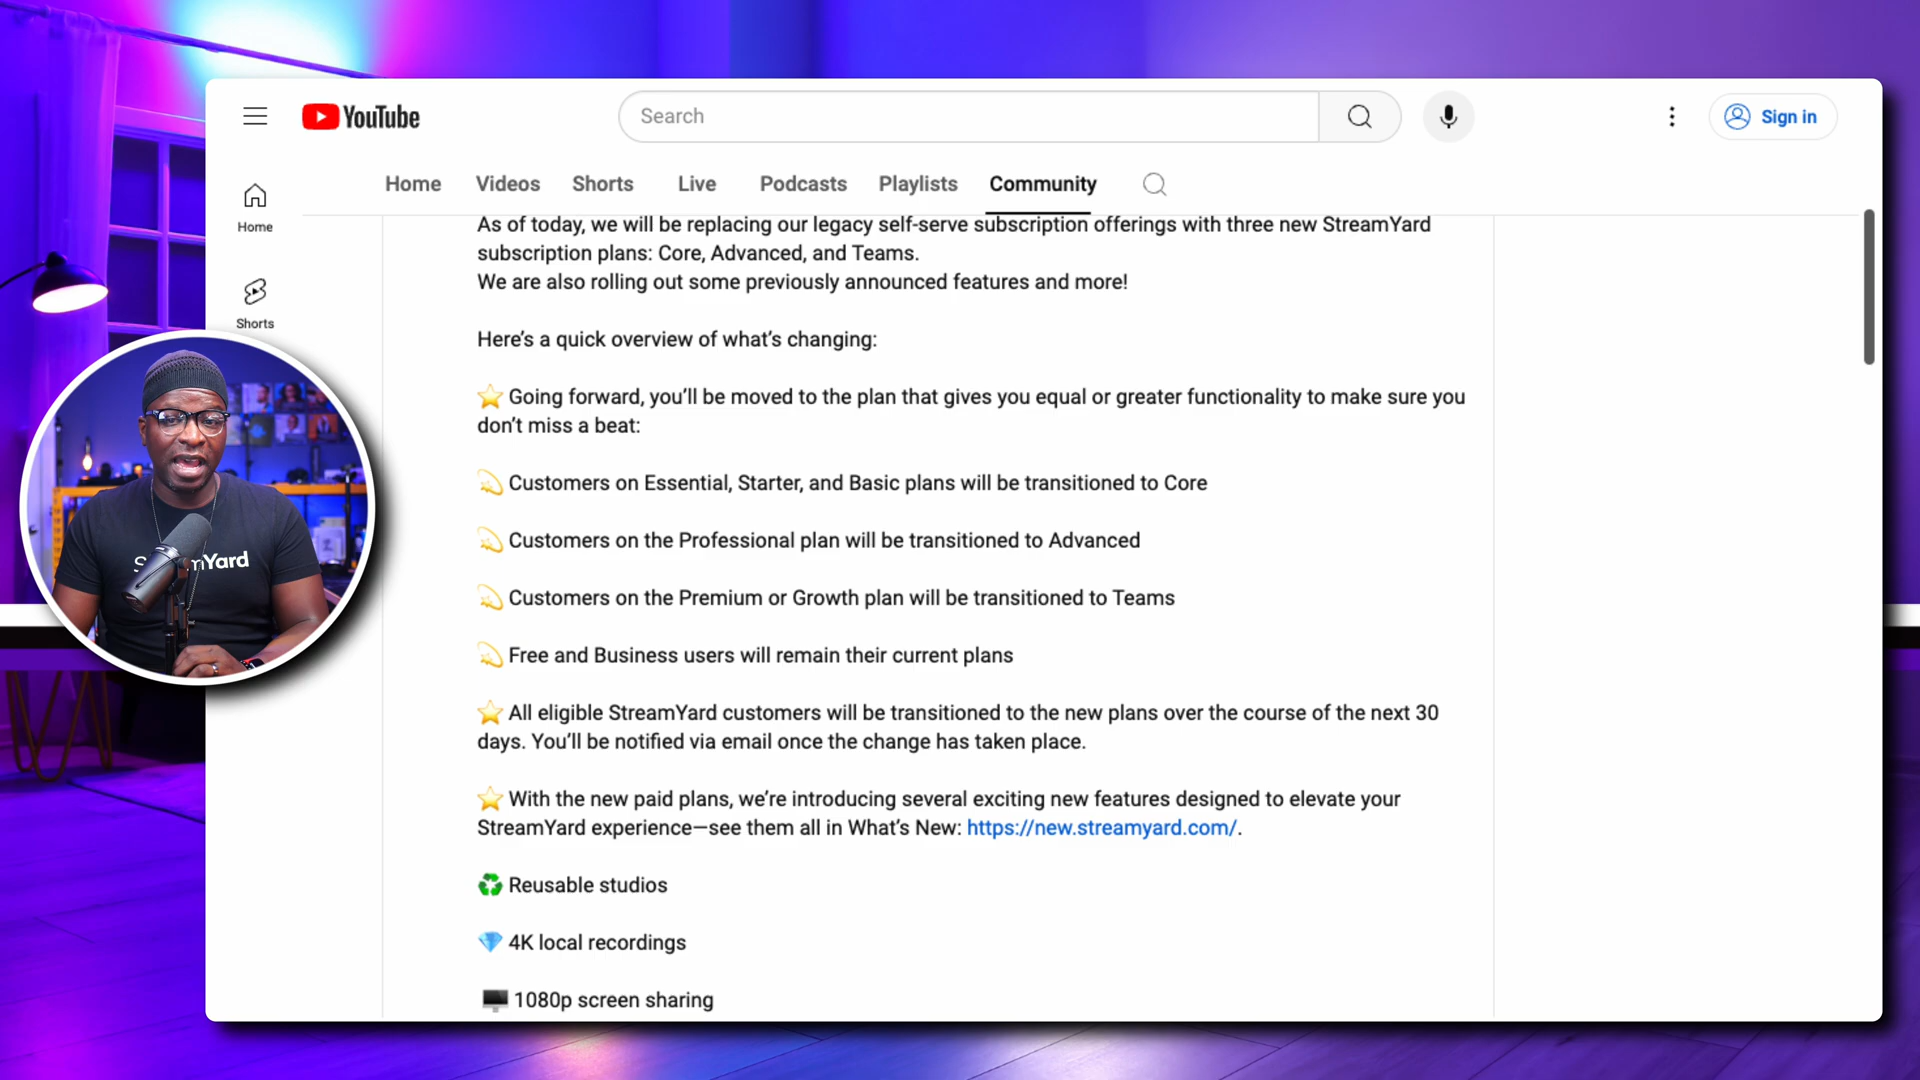 YouTube
Search
Sign in
Home
Videos
Shorts
Live
Podcasts
Playlists
Community
Home
Shorts
As of today, we will be replacing our legacy self-serve subscription offerings with three new StreamYard
subscription plans: Core, Advanced, and Teams.
We are also rolling out some previously announced features and more!
Here's a quick overview of what's changing:
⭐ Going forward, you'll be moved to the plan that gives you equal or greater functionality to make sure you
don't miss a beat:
💫 Customers on Essential, Starter, and Basic plans will be transitioned to Core
💫 Customers on the Professional plan will be transitioned to Advanced
💫 Customers on the Premium or Growth plan will be transitioned to Teams
💫 Free and Business users will remain their current plans
⭐ All eligible StreamYard customers will be transitioned to the new plans over the course of the next 30
days. You'll be notified via email once the change has taken place.
⭐ With the new paid plans, we're introducing several exciting new features designed to elevate your
StreamYard experience—see them all in What's New: https://new.streamyard.com/.
♻️ Reusable studios
💎 4K local recordings
🖥️ 1080p screen sharing